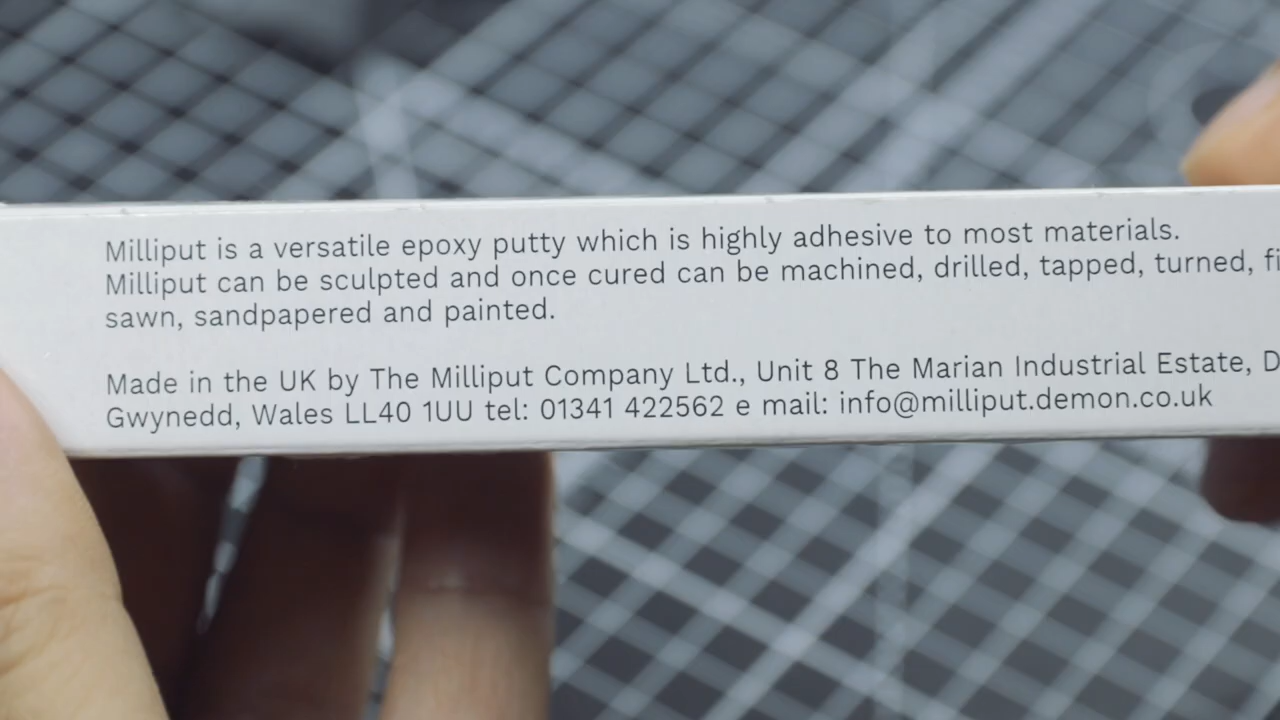 Milliput is a versatile epoxy putty which is highly adhesive to most materials.
Milliput can be sculpted and once cured can be machined, drilled, tapped, turned,
sawn, sandpapered and painted.
Made in the UK by The Milliput Company Ltd., Unit 8 The Marian Industrial Estate,
Gwynedd, Wales LL40 1UU tel: 01341 422562 e mail: info@milliput.demon.co.uk